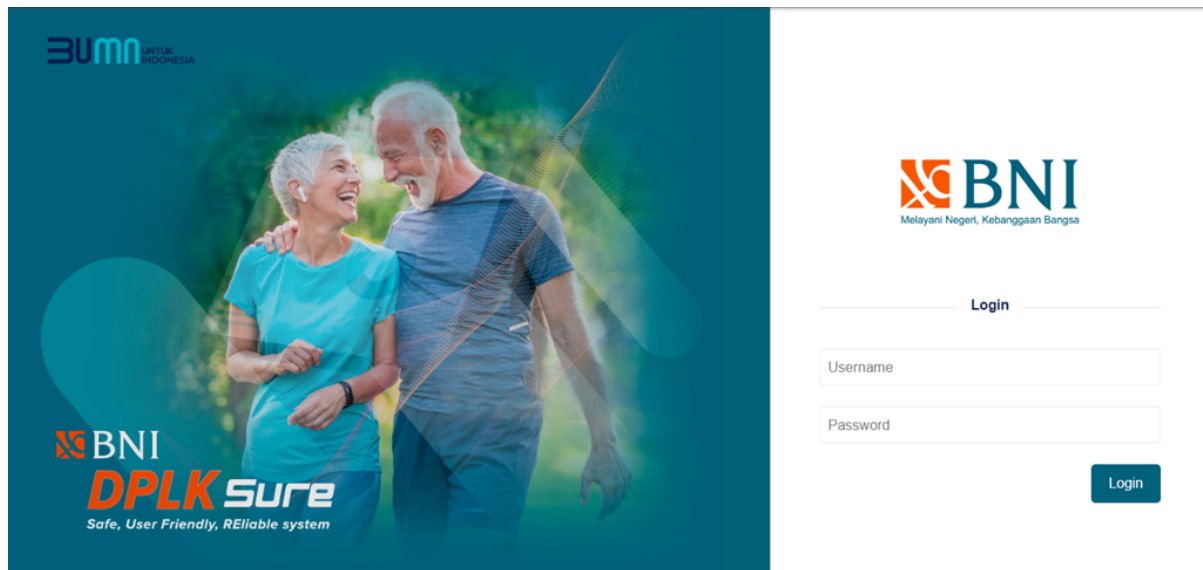 BUMN UNTUK
INDONESIA
BNI
DPLK Sure
Safe, User Friendly, REliable system
BNI
Melayani Negeri, Kebanggaan Bangsa
Login
Username
Password
Login